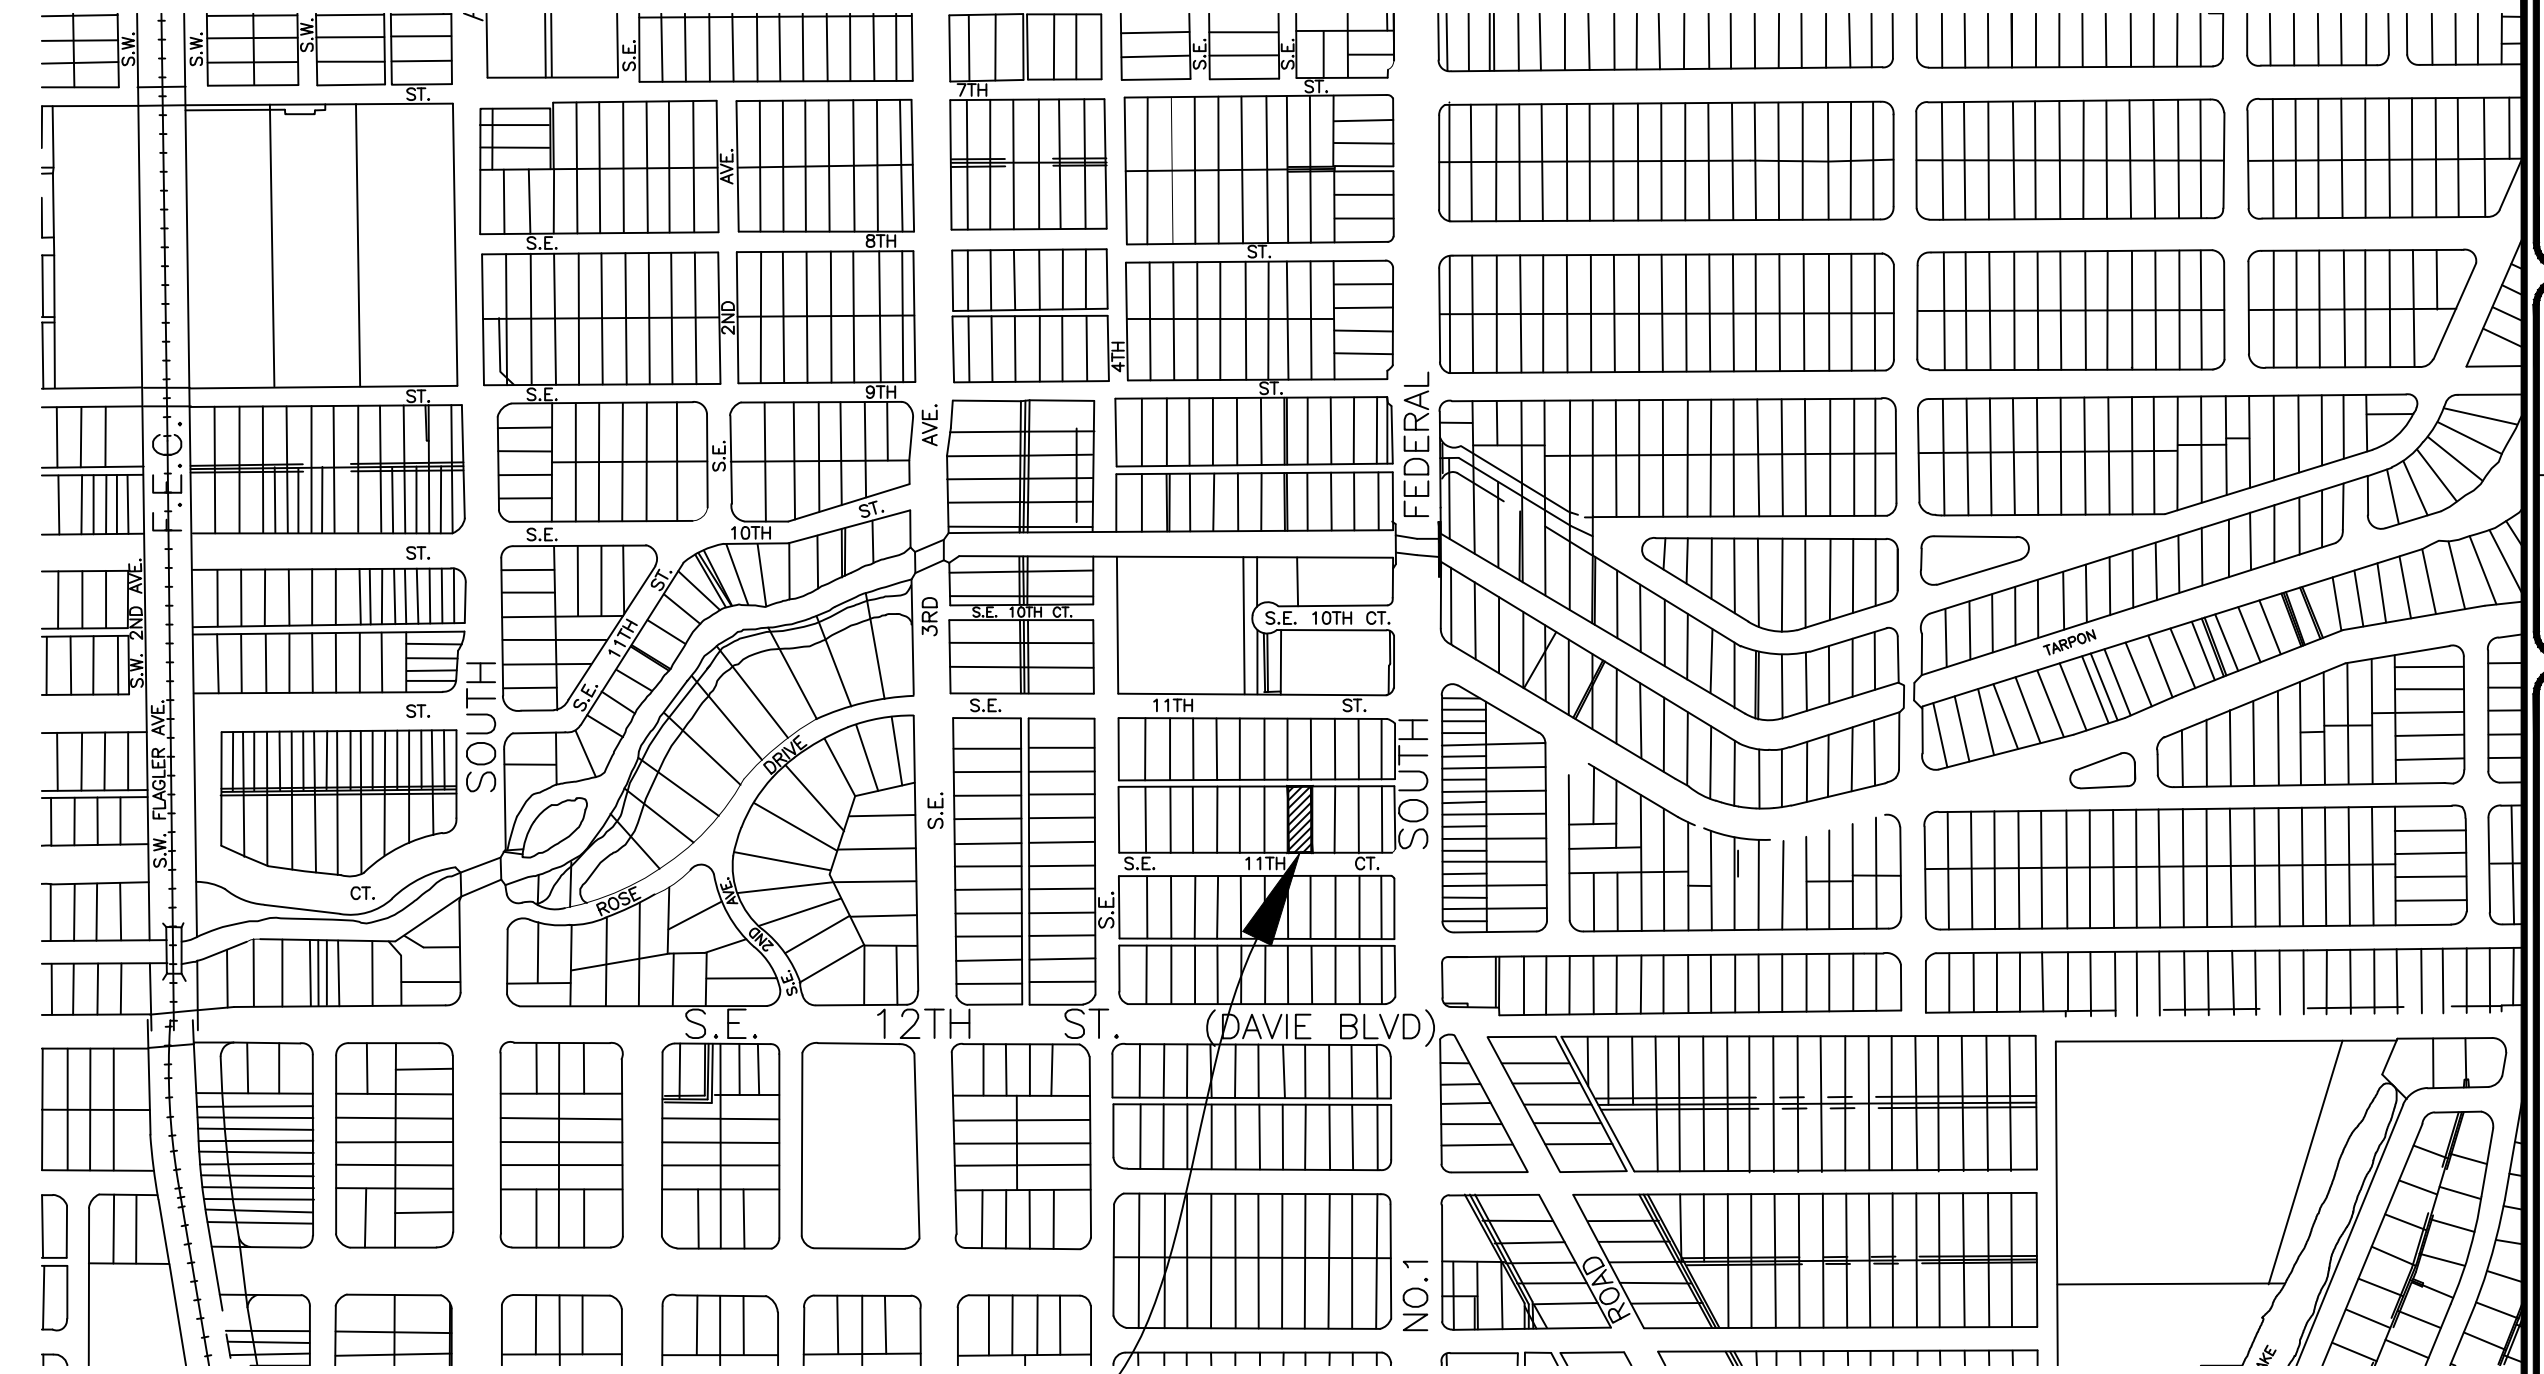 S.W.
S.W.
S.W.
S.E.
S.E.
S.E.
ST.
7TH
ST.
AVE.
S.E.
8TH
ST.
2ND
4TH
ST.
S.E.
9TH
ST.
F.E.C.
S.E.
AVE.
FEDERAL
ST.
S.E.
10TH
ST.
S.W. 2ND AVE.
S.E.
11TH
ST.
3RD
S.E. 10TH CT.
S.E. 10TH CT.
TARPON
ST.
SOUTH
S.E.
11TH
ST.
S.W. FLAGLER AVE.
DRIVE
S.E.
SOUTH
CT.
ROSE
AVE.
2ND
S.E.
S.E.
11TH
CT.
S.E.
S.E. 12TH ST. (DAVIE BLVD)
NO.1
ROAD